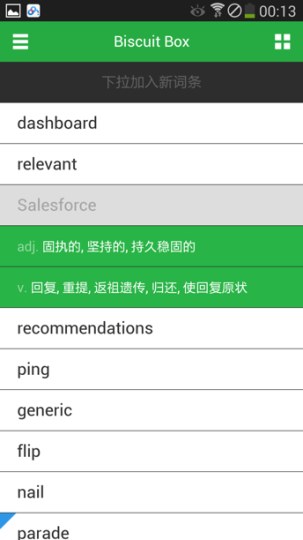 00:13
Biscuit Box
下拉加入新词条
dashboard
relevant
Salesforce
adj. 固执的, 坚持的, 持久稳固的
v. 回复, 重提, 返祖遗传, 归还, 使回复原状
recommendations
ping
generic
flip
nail
parade